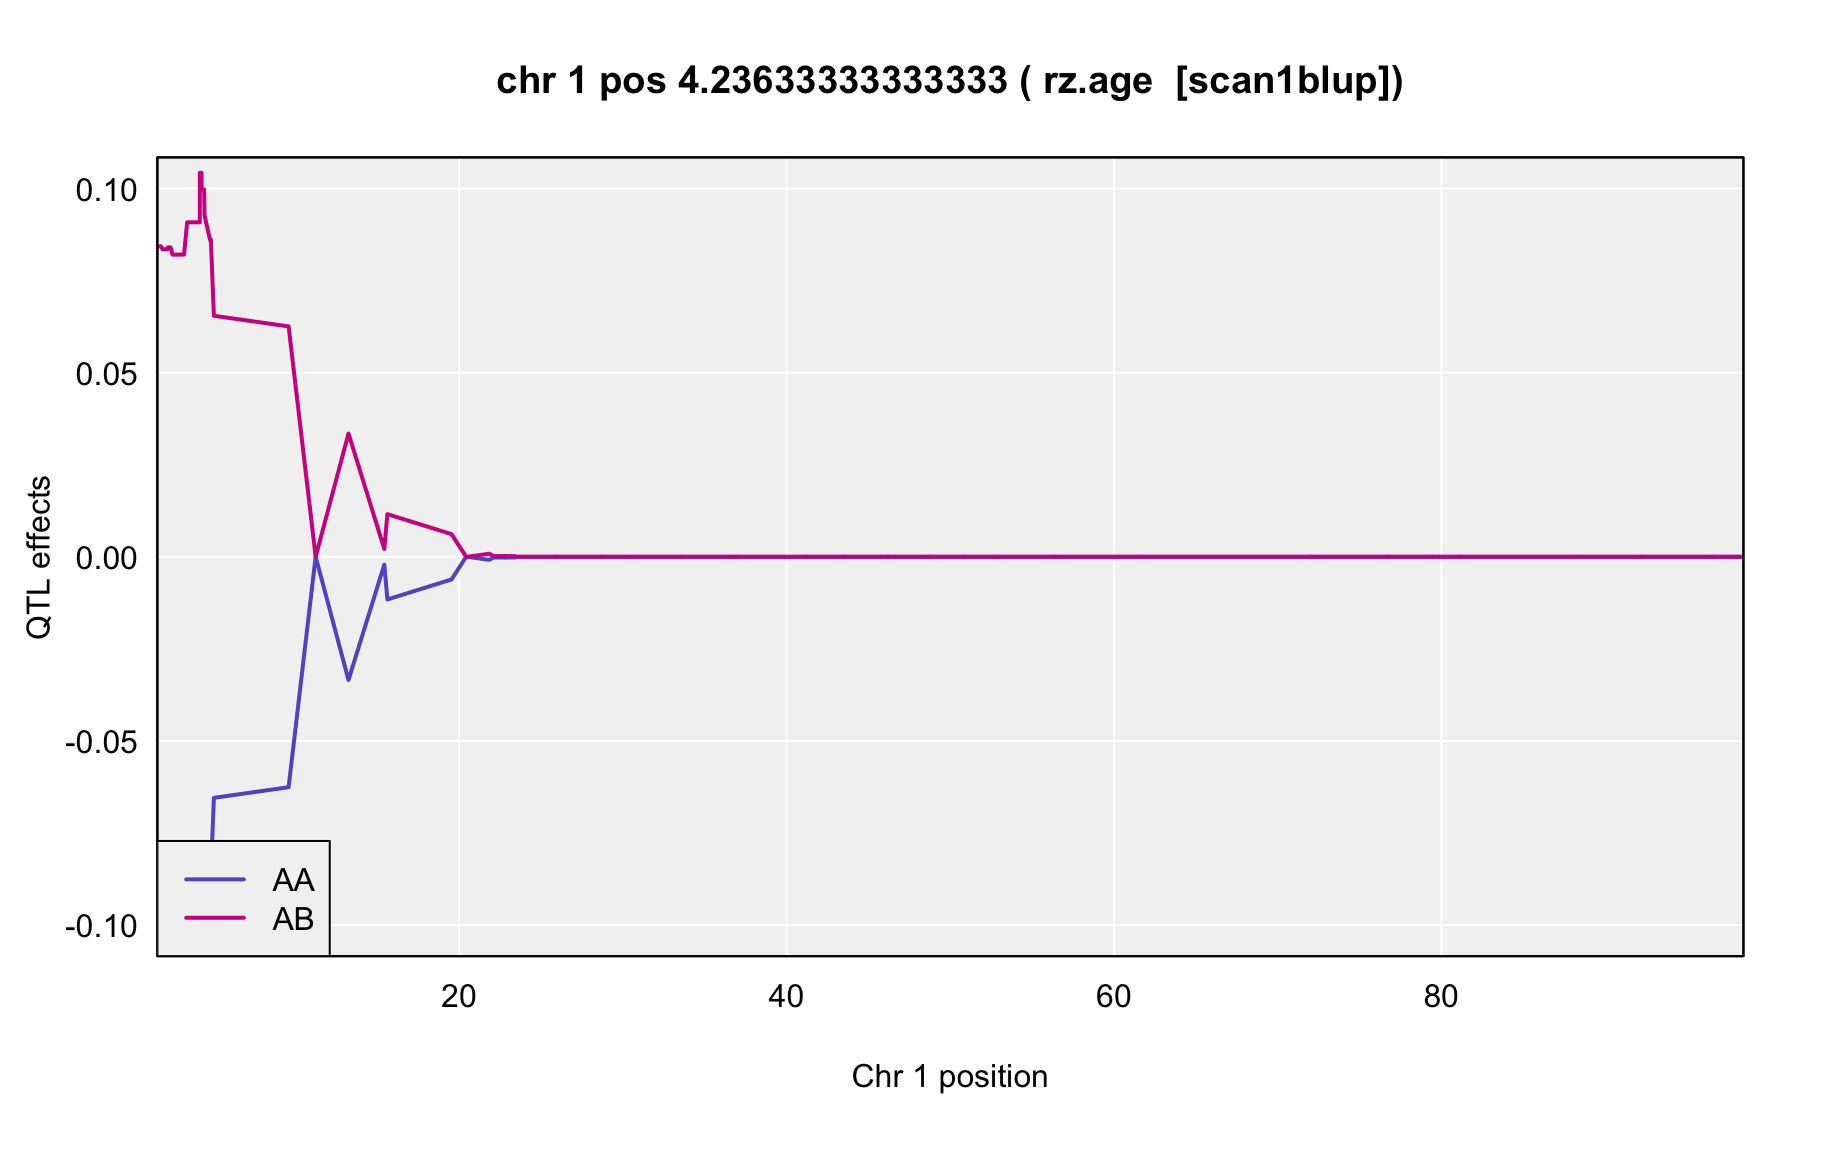 chr 1 pos 4.23633333333333 ( rz.age  [scan1blup])
0.10
0.05
0.00
-0.05
-0.10
QTL effects
AA
AB
20 40 60 80
Chr 1 position